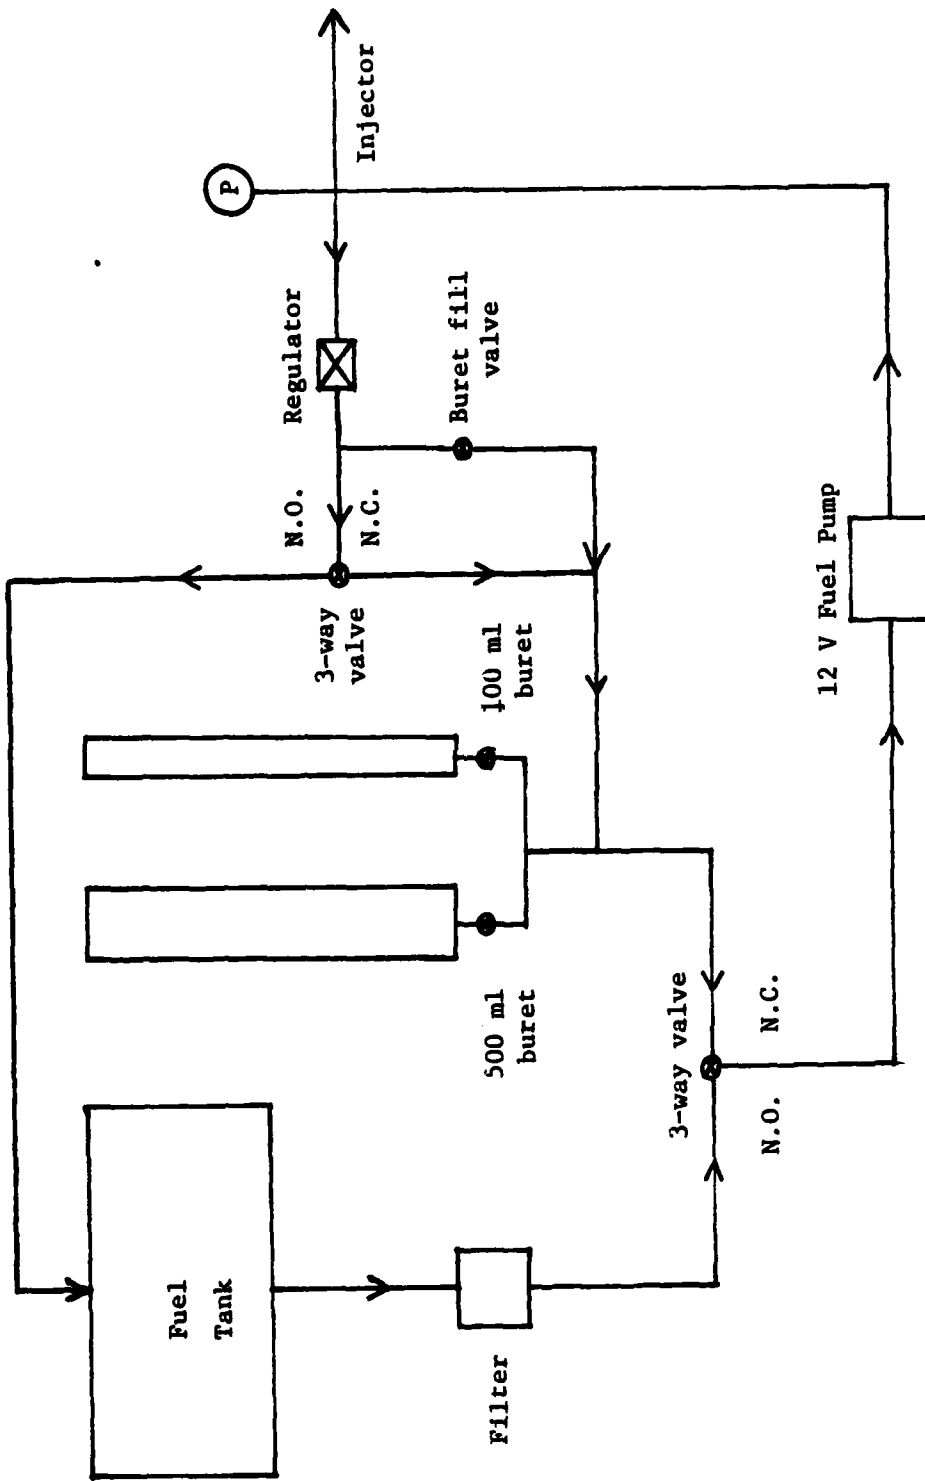 Fuel
Tank
Filter
500 ml
buret
100 ml
buret
3-way
valve
N.O.
N.C.
Regulator
Buret fill
valve
P
Injector
3-way valve
N.O.
N.C.
12 V Fuel Pump